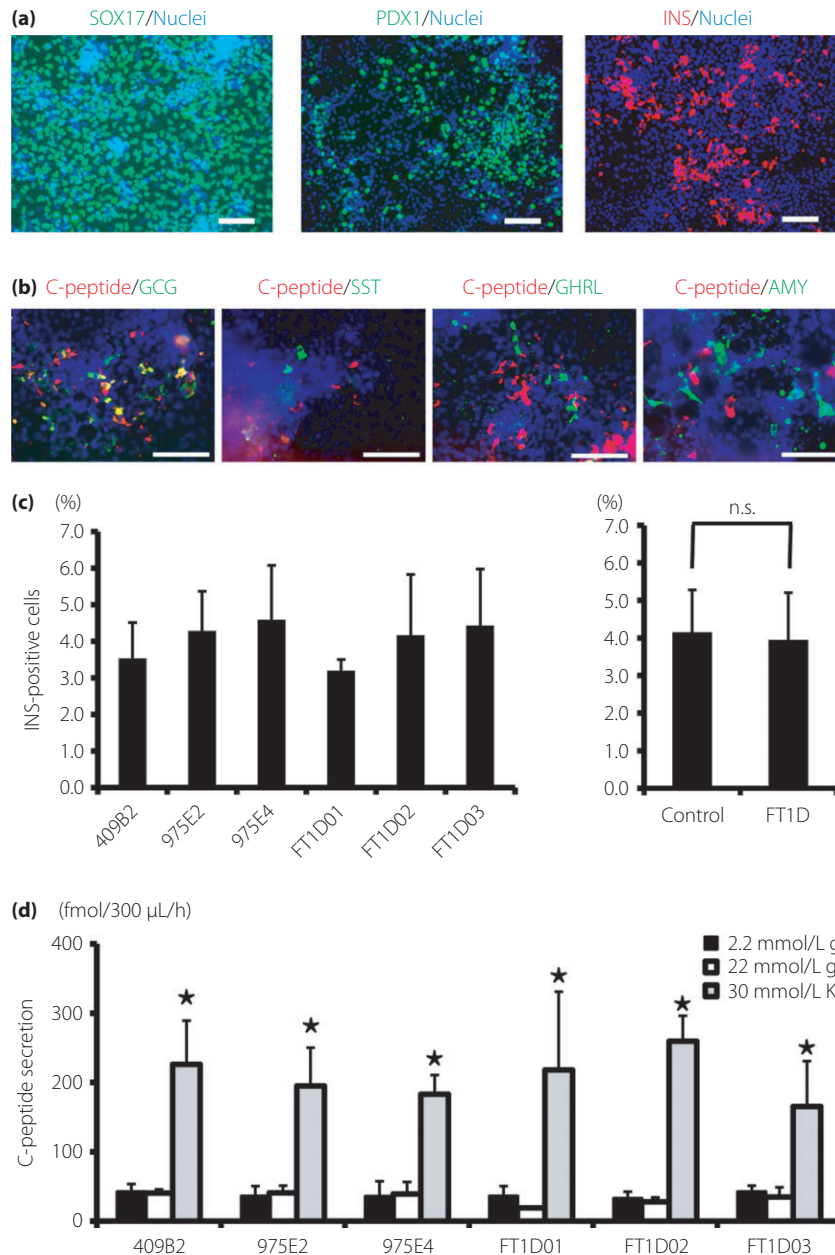 (a) SOX17/Nuclei PDX1/Nuclei INS/Nuclei
(b) C-peptide/GCG C-peptide/SST C-peptide/GHRL C-peptide/AMY
(c) (%) (%)
INS-positive cells
7.0
6.0
5.0
4.0
3.0
2.0
1.0
0.0
409B2 975E2 975E4 FT1D01 FT1D02 FT1D03
n.s.
7.0
6.0
5.0
4.0
3.0
2.0
1.0
0.0
Control FT1D
(d) (fmol/300 μL/h)
C-peptide secretion
400
300
200
100
0
2.2 mmol/L g
22 mmol/L g
30 mmol/L K
409B2 975E2 975E4 FT1D01 FT1D02 FT1D03